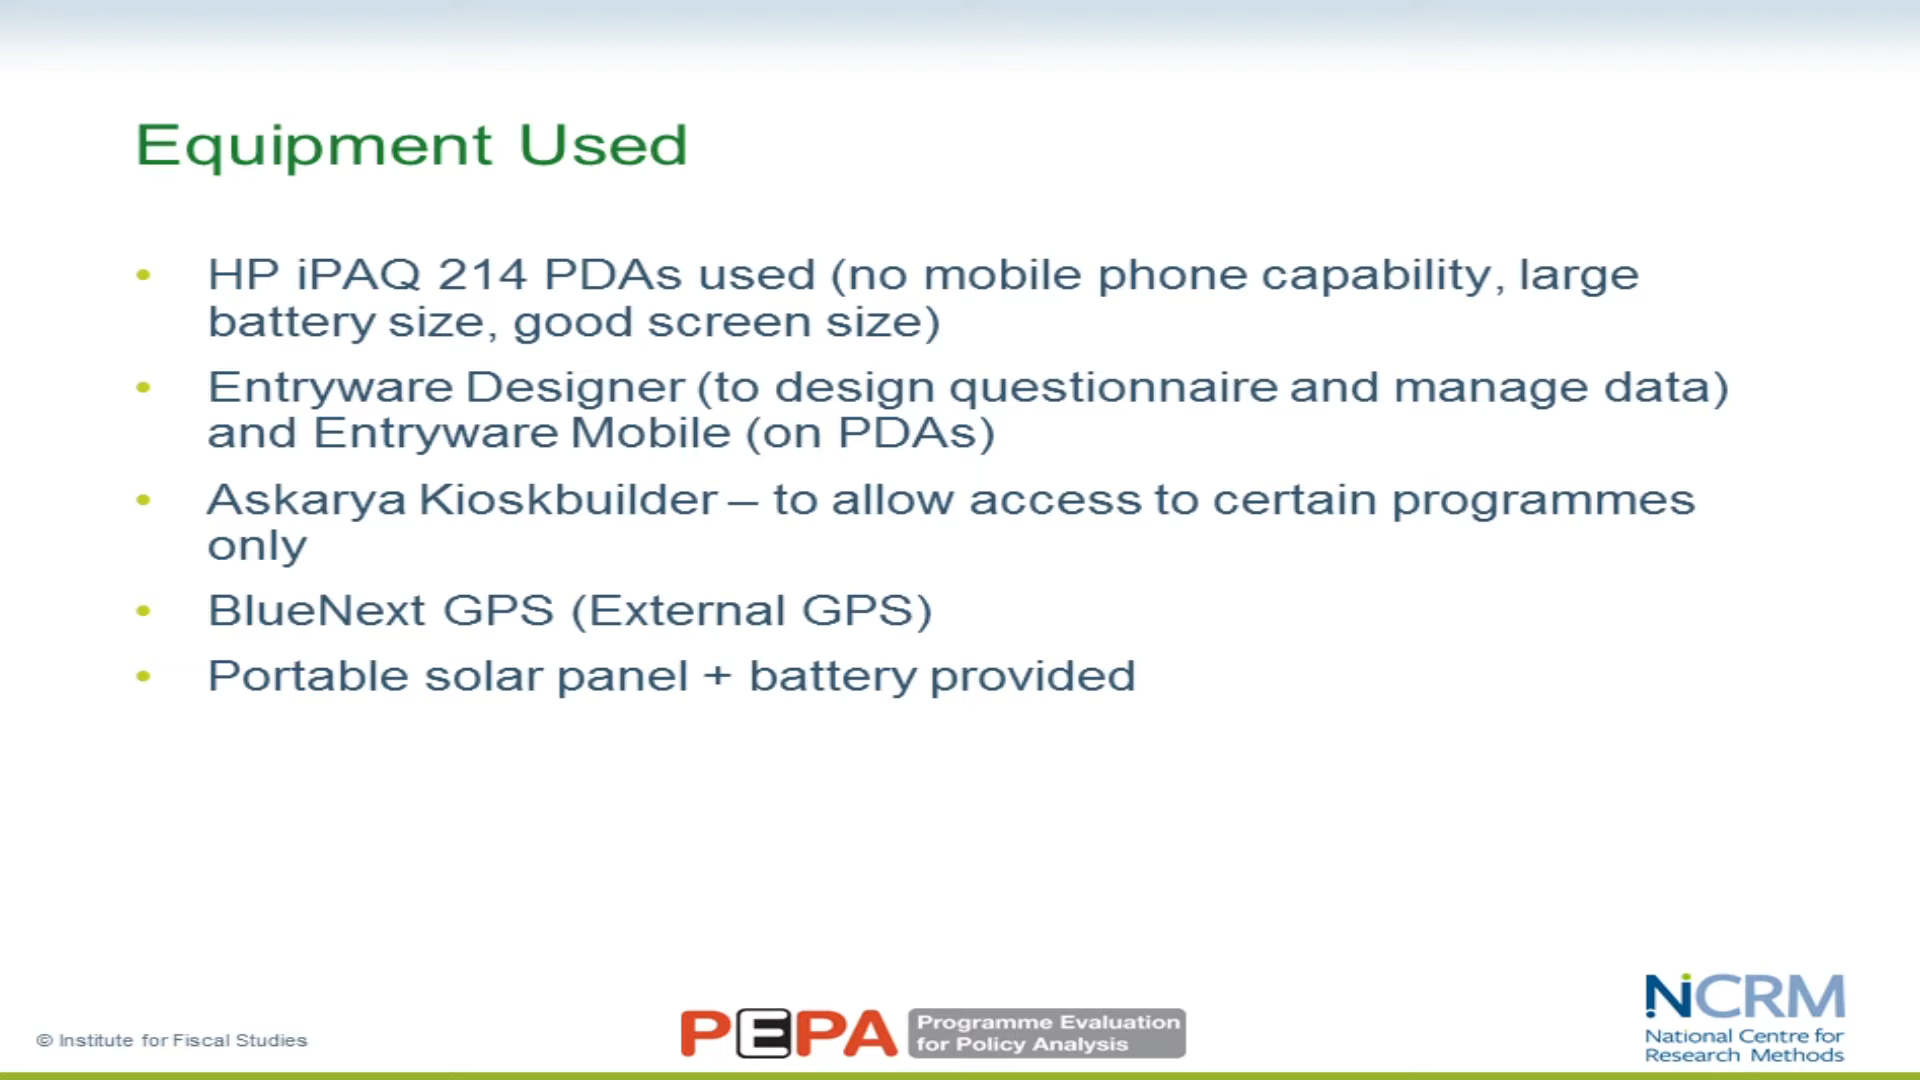 Equipment Used
• HP iPAQ 214 PDAs used (no mobile phone capability, large
battery size, good screen size)
• Entryware Designer (to design questionnaire and manage data)
and Entryware Mobile (on PDAs)
• Askarya Kioskbuilder – to allow access to certain programmes
only
• BlueNext GPS (External GPS)
• Portable solar panel + battery provided
© Institute for Fiscal Studies
PEPA
Programme Evaluation
for Policy Analysis
NCRM
National Centre for
Research Methods